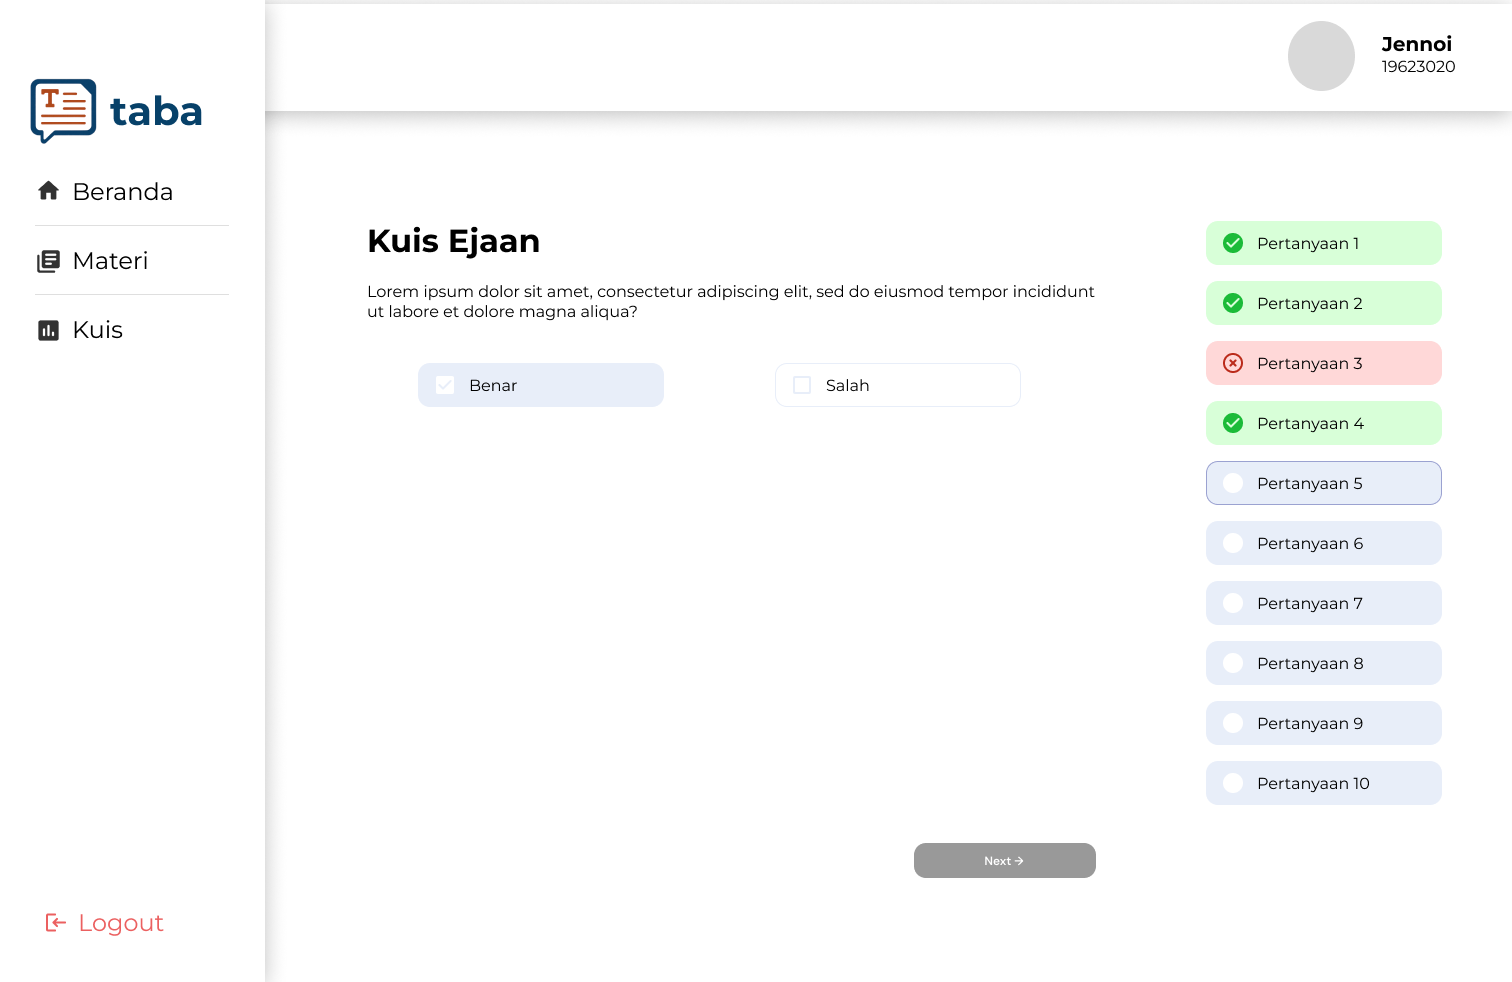 taba
Beranda
Materi
Kuis
Logout
Jennoi
19623020
Kuis Ejaan
Lorem ipsum dolor sit amet, consectetur adipiscing elit, sed do eiusmod tempor incididunt
ut labore et dolore magna aliqua?
Benar
Salah
Next →
Pertanyaan 1
Pertanyaan 2
Pertanyaan 3
Pertanyaan 4
Pertanyaan 5
Pertanyaan 6
Pertanyaan 7
Pertanyaan 8
Pertanyaan 9
Pertanyaan 10